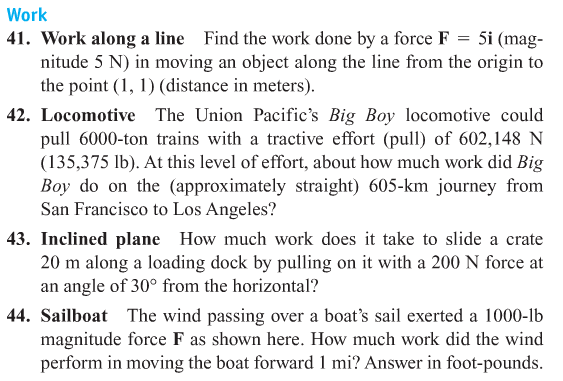 Work
41. Work along a line Find the work done by a force F = 5i (mag-
nitude 5 N) in moving an object along the line from the origin to
the point (1, 1) (distance in meters).
42. Locomotive The Union Pacific's Big Boy locomotive could
pull 6000-ton trains with a tractive effort (pull) of 602,148 N
(135,375 lb). At this level of effort, about how much work did Big
Boy do on the (approximately straight) 605-km journey from
San Francisco to Los Angeles?
43. Inclined plane How much work does it take to slide a crate
20 m along a loading dock by pulling on it with a 200 N force at
an angle of 30° from the horizontal?
44. Sailboat The wind passing over a boat's sail exerted a 1000-lb
magnitude force F as shown here. How much work did the wind
perform in moving the boat forward 1 mi? Answer in foot-pounds.